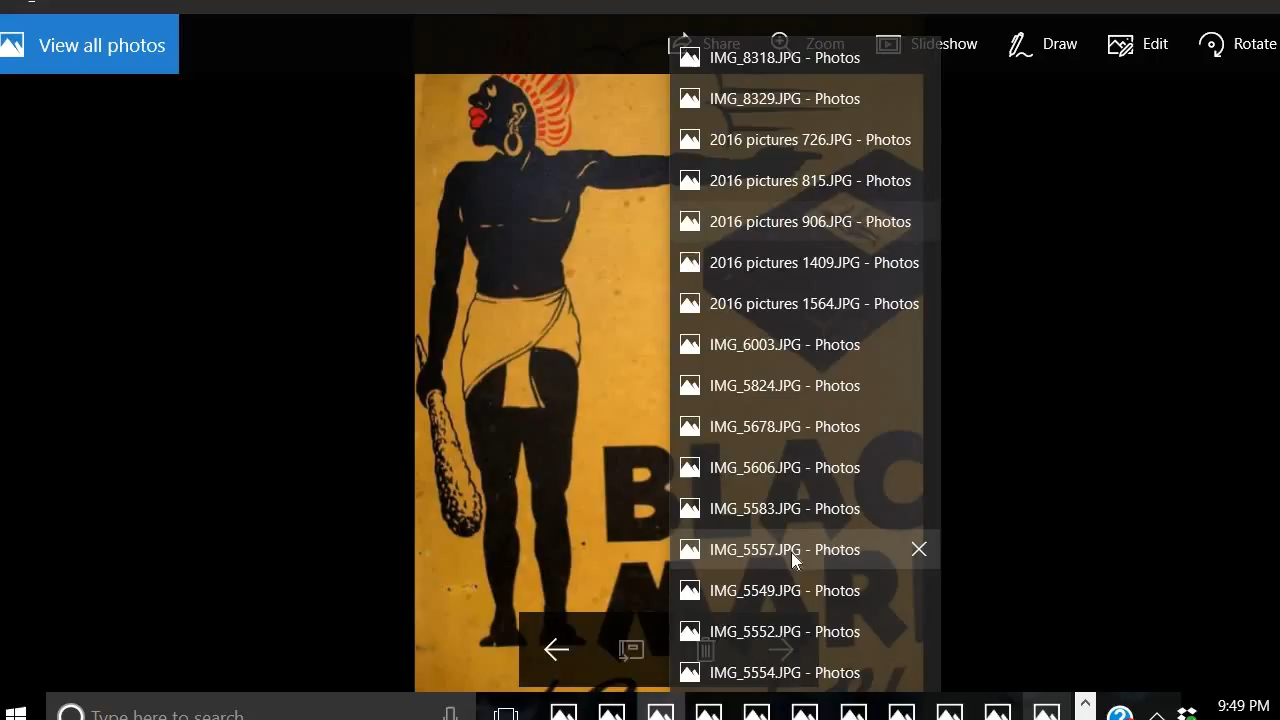 View all photos
Share
Zoom
Slideshow
Draw
Edit
Rotate
IMG_8318.JPG - Photos
IMG_8329.JPG - Photos
2016 pictures 726.JPG - Photos
2016 pictures 815.JPG - Photos
2016 pictures 906.JPG - Photos
2016 pictures 1409.JPG - Photos
2016 pictures 1564.JPG - Photos
IMG_6003.JPG - Photos
IMG_5824.JPG - Photos
IMG_5678.JPG - Photos
IMG_5606.JPG - Photos
IMG_5583.JPG - Photos
IMG_5557.JPG - Photos
IMG_5549.JPG - Photos
IMG_5552.JPG - Photos
IMG_5554.JPG - Photos
BLAC
MAR
Type here to search
9:49 PM